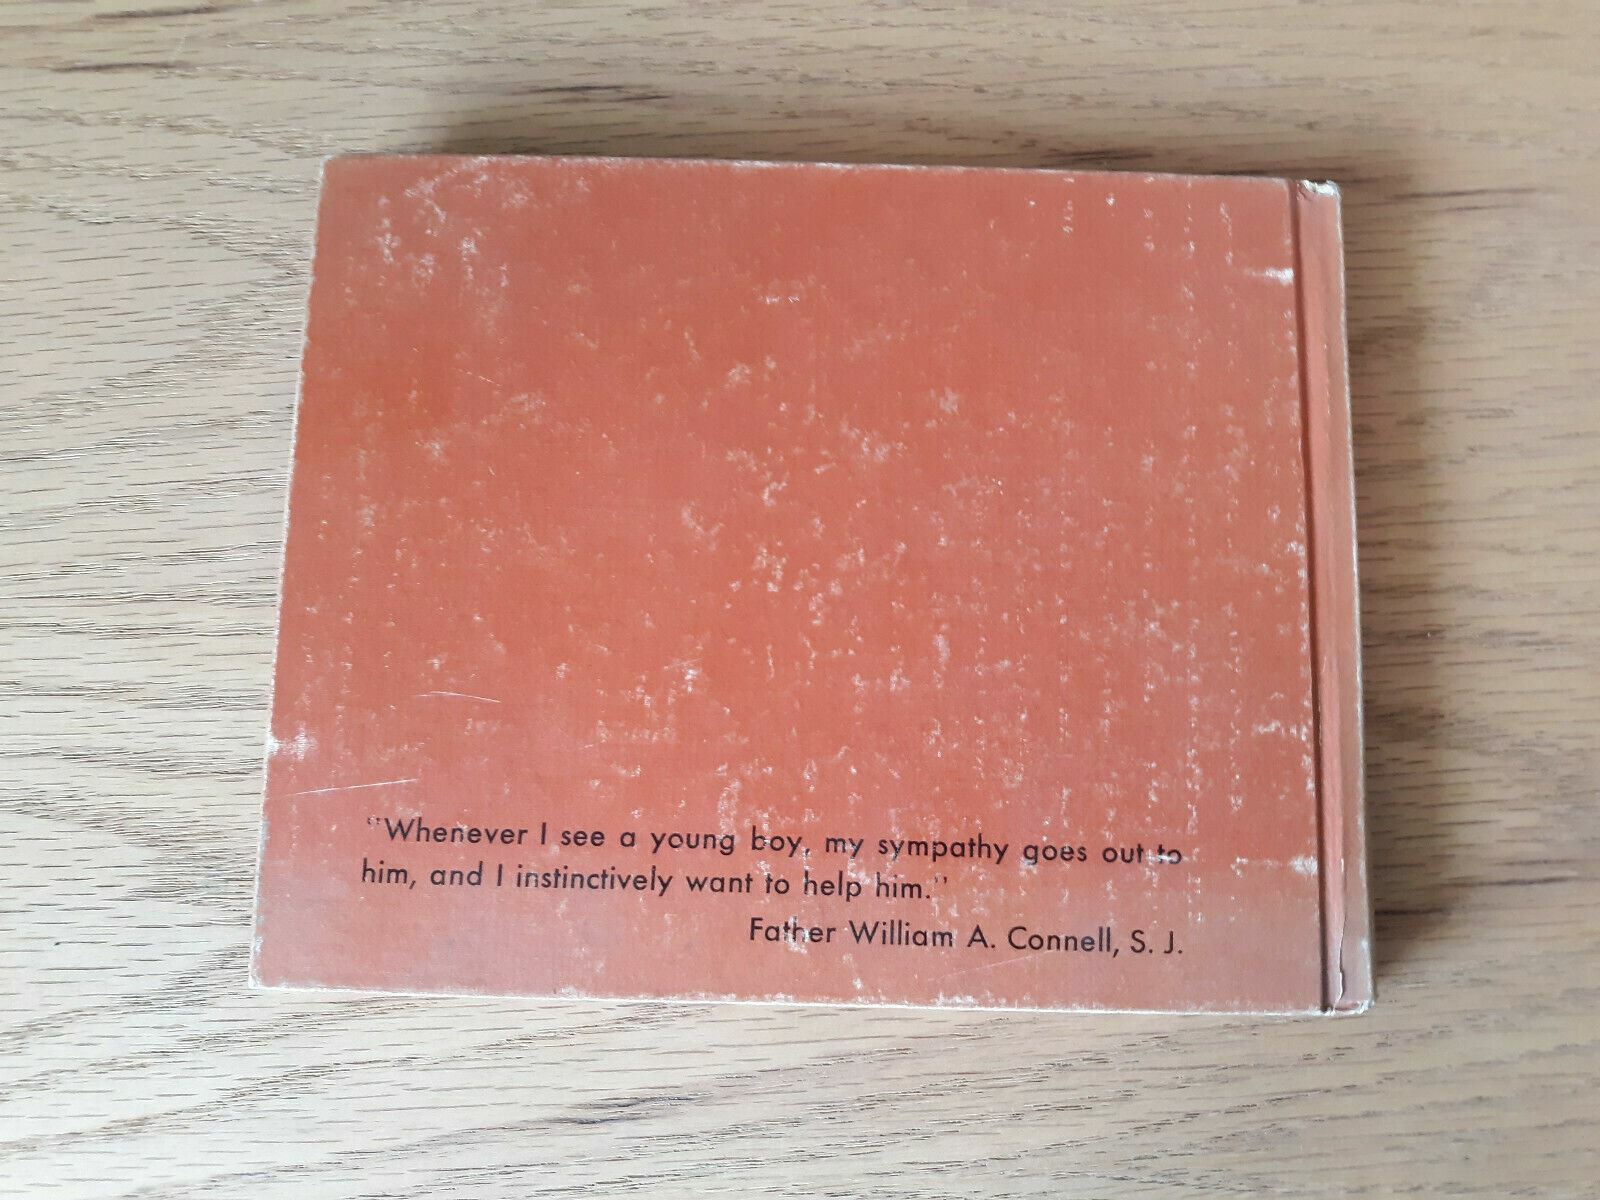 "Whenever I see a young boy, my sympathy goes out to
him, and I instinctively want to help him."
Father William A. Connell, S. J.